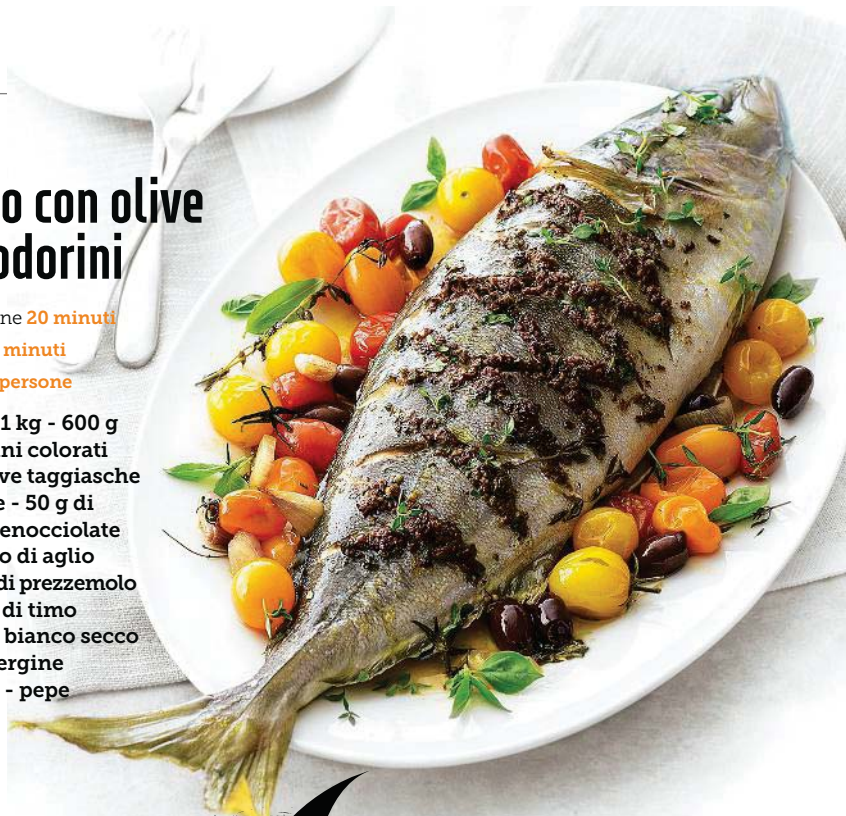 o con olive
odorini
ne 20 minuti
minuti
persone
1 kg - 600 g
ni colorati
ve taggiasche
e - 50 g di
enocciolate
o di aglio
di prezzemolo
di timo
bianco secco
ergine
- pepe